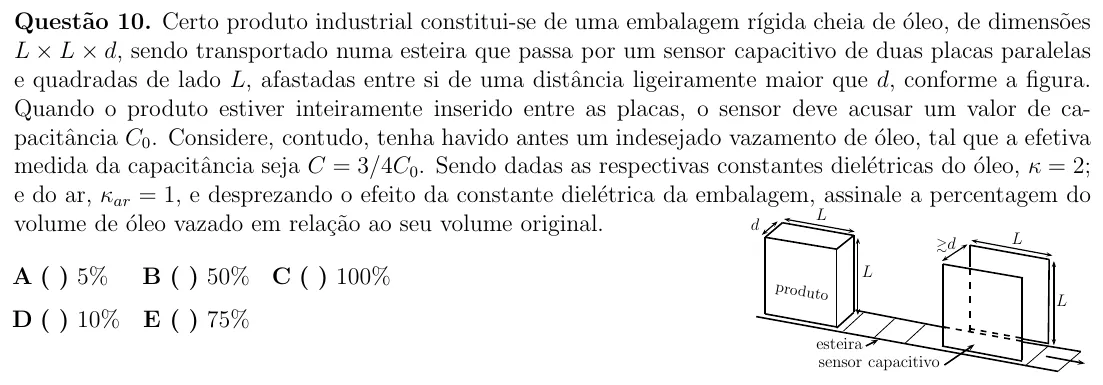 Questão 10. Certo produto industrial constitui-se de uma embalagem rígida cheia de óleo, de dimensões
L × L × d, sendo transportado numa esteira que passa por um sensor capacitivo de duas placas paralelas
e quadradas de lado L, afastadas entre si de uma distância ligeiramente maior que d, conforme a figura.
Quando o produto estiver inteiramente inserido entre as placas, o sensor deve acusar um valor de ca-
pacitância C₀. Considere, contudo, tenha havido antes um indesejado vazamento de óleo, tal que a efetiva
medida da capacitância seja C = 3/4C₀. Sendo dadas as respectivas constantes dielétricas do óleo, κ = 2;
e do ar, κₐᵣ = 1, e desprezando o efeito da constante dielétrica da embalagem, assinale a percentagem do
volume de óleo vazado em relação ao seu volume original.
A ( ) 5% B ( ) 50% C ( ) 100%
D ( ) 10% E ( ) 75%
d
L
L
produto
≳d
L
L
esteira
sensor capacitivo